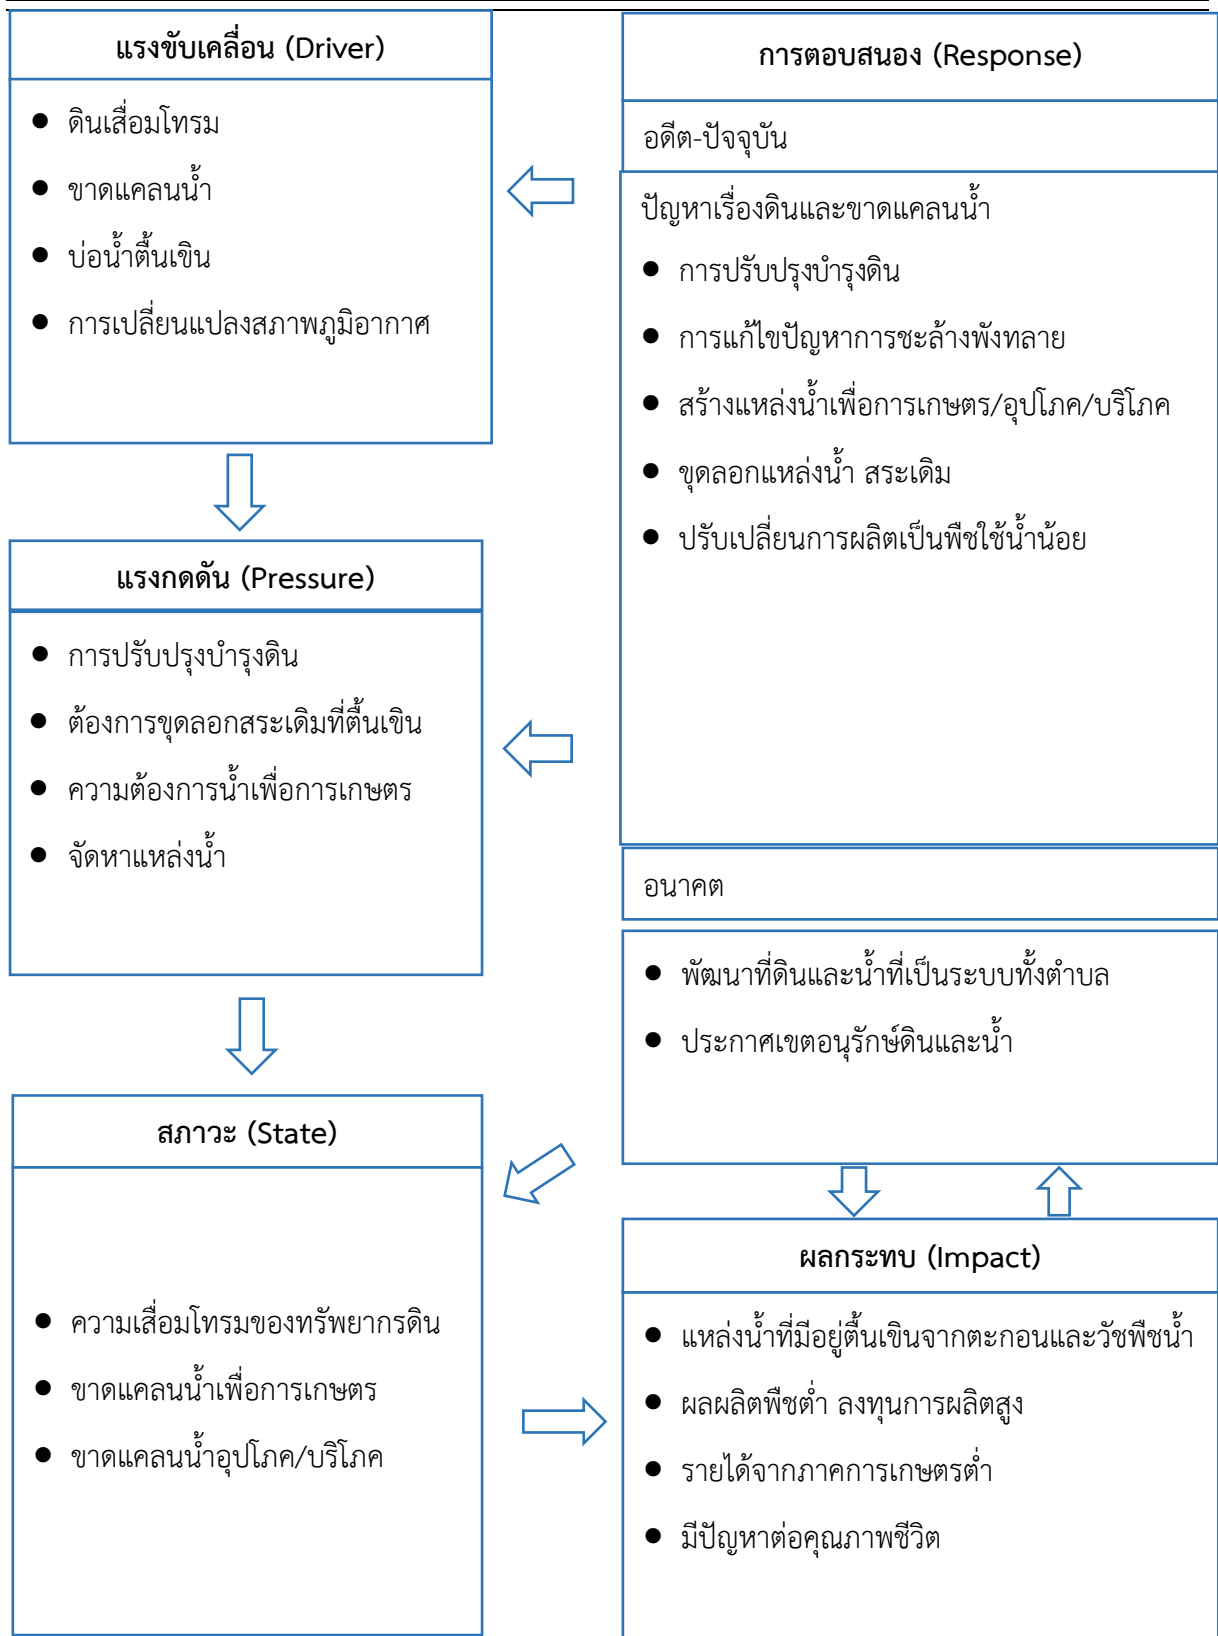 แรงขับเคลื่อน (Driver)
ดินเสื่อมโทรม
ขาดแคลนน้ำ
บ่อน้ำตื้นเขิน
การเปลี่ยนแปลงสภาพภูมิอากาศ
แรงกดดัน (Pressure)
การปรับปรุงบำรุงดิน
ต้องการขุดลอกสระเดิมที่ตื้นเขิน
ความต้องการน้ำเพื่อการเกษตร
จัดหาแหล่งน้ำ
สภาวะ (State)
ความเสื่อมโทรมของทรัพยากรดิน
ขาดแคลนน้ำเพื่อการเกษตร
ขาดแคลนน้ำอุปโภค/บริโภค
การตอบสนอง (Response)
อดีต-ปัจจุบัน
ปัญหาเรื่องดินและขาดแคลนน้ำ
การปรับปรุงบำรุงดิน
การแก้ไขปัญหาการชะล้างพังทลาย
สร้างแหล่งน้ำเพื่อการเกษตร/อุปโภค/บริโภค
ขุดลอกแหล่งน้ำ สระเดิม
ปรับเปลี่ยนการผลิตเป็นพืชใช้น้ำน้อย
อนาคต
พัฒนาที่ดินและน้ำที่เป็นระบบทั้งตำบล
ประกาศเขตอนุรักษ์ดินและน้ำ
ผลกระทบ (Impact)
แหล่งน้ำที่มีอยู่ตื้นเขินจากตะกอนและวัชพืชน้ำ
ผลผลิตพืชต่ำ ลงทุนการผลิตสูง
รายได้จากภาคการเกษตรต่ำ
มีปัญหาต่อคุณภาพชีวิต